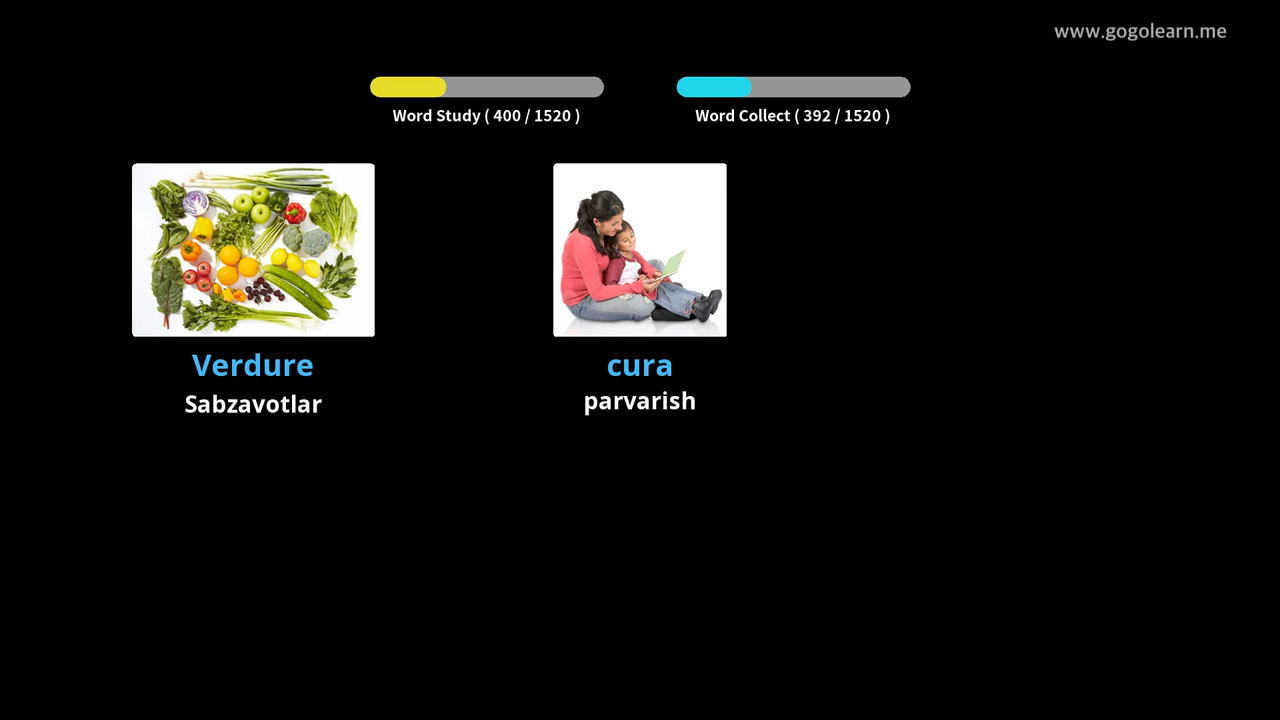 www.gogolearn.me
Word Study ( 400 / 1520 )
Word Collect ( 392 / 1520 )
Verdure
Sabzavotlar
cura
parvarish